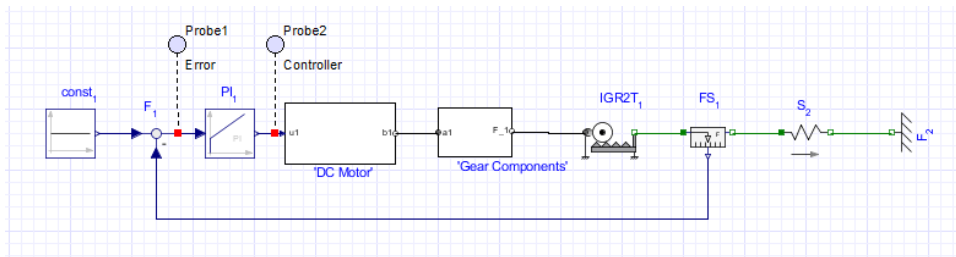 Probe1
Probe2
Error
Controller
const1
F1
PI1
IGR2T1
FS1
S2
F2
PI
-
u1
b1
a1
F_1
F
'DC Motor'
'Gear Components'